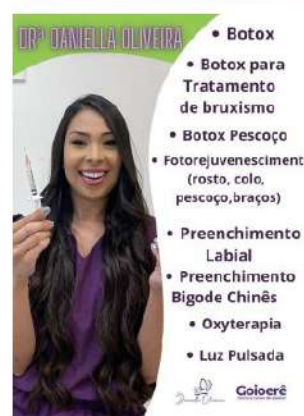 DRª DANIELLA OLIVEIRA
• Botox
• Botox para
Tratamento
de bruxismo
• Botox Pescoço
• Fotorejuvenesciment
(rosto, colo,
pescoço,braços)
• Preenchimento
Labial
• Preenchimento
Bigode Chinês
• Oxyterapia
• Luz Pulsada
Goioerê